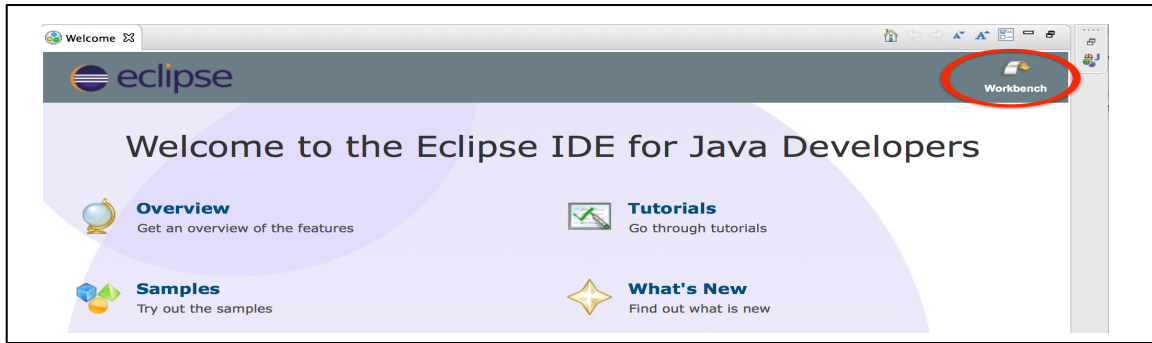 Welcome
eclipse
Workbench
Welcome to the Eclipse IDE for Java Developers
Overview
Get an overview of the features
Tutorials
Go through tutorials
Samples
Try out the samples
What's New
Find out what is new